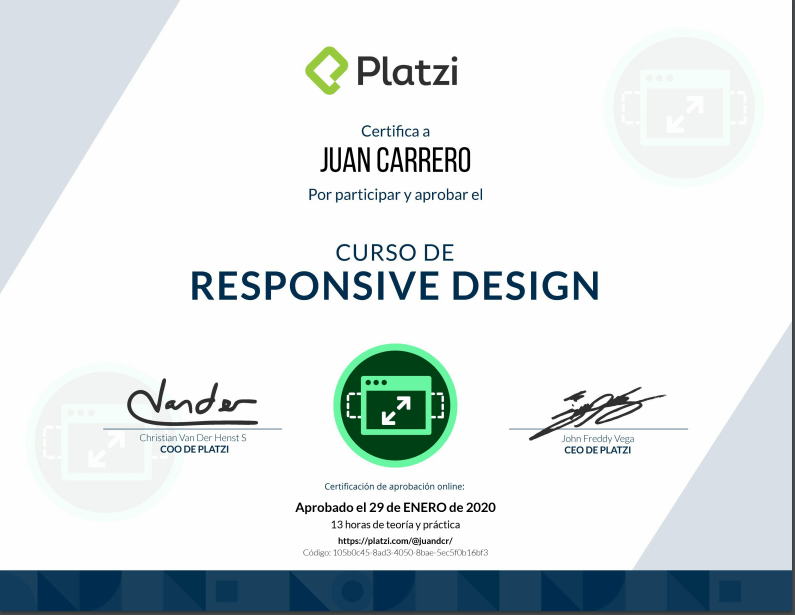 Platzi
Certifica a
JUAN CARRERO
Por participar y aprobar el
CURSO DE
RESPONSIVE DESIGN
Vander
Christian Van Der Henst S
COO DE PLATZI
John Freddy Vega
CEO DE PLATZI
Certificación de aprobación online:
Aprobado el 29 de ENERO de 2020
13 horas de teoría y práctica
https://platzi.com/@juandcr/
Código: 105b0c45-8ad3-4050-8bae-5ec5f0b16bf3